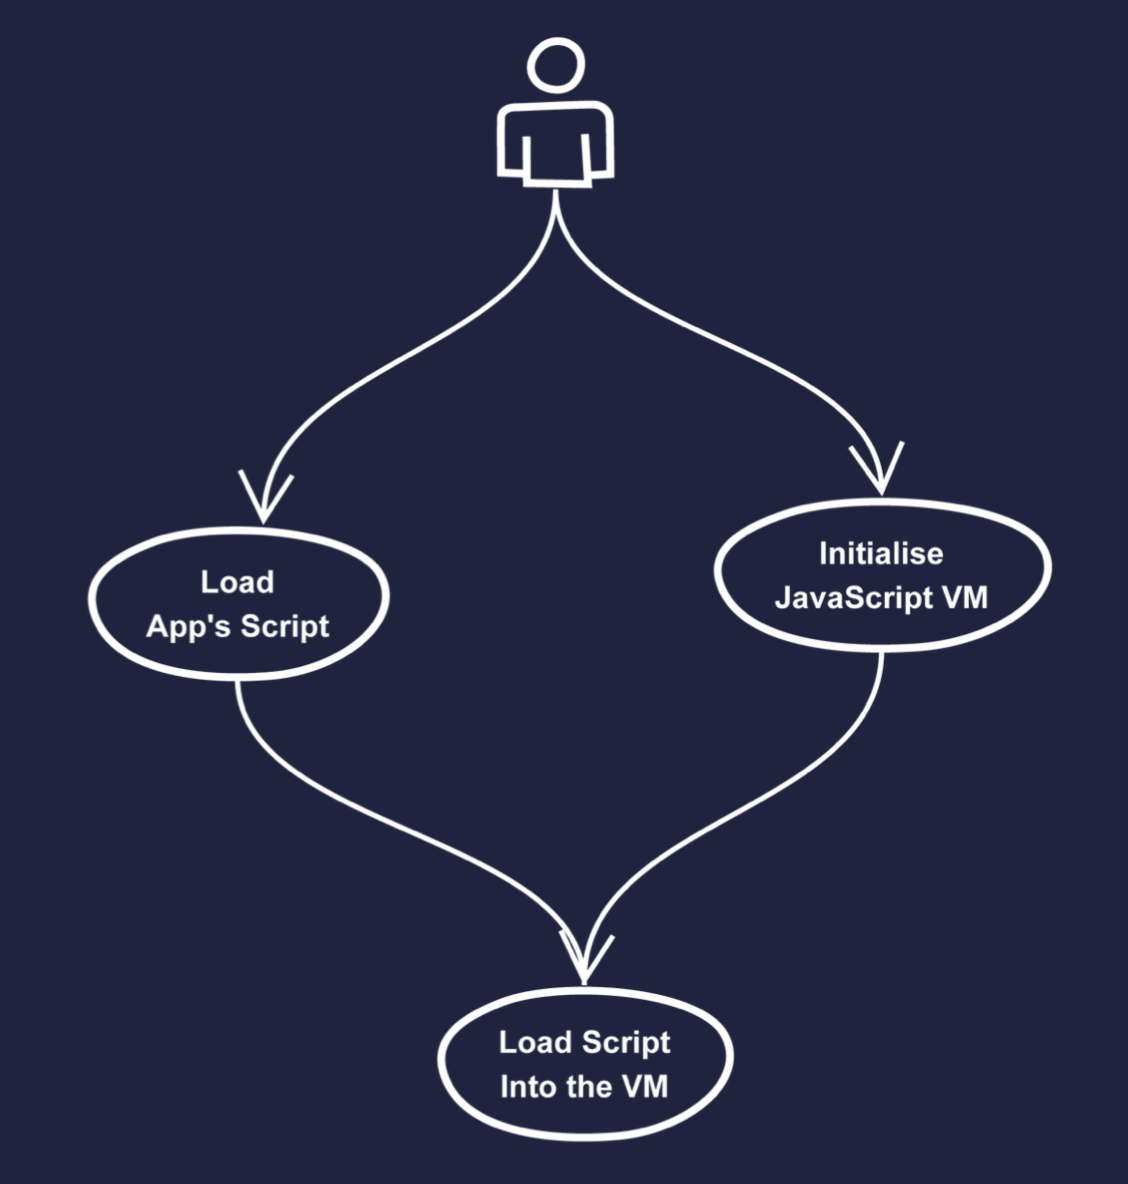 Load
App's Script
Initialise
JavaScript VM
Load Script
Into the VM